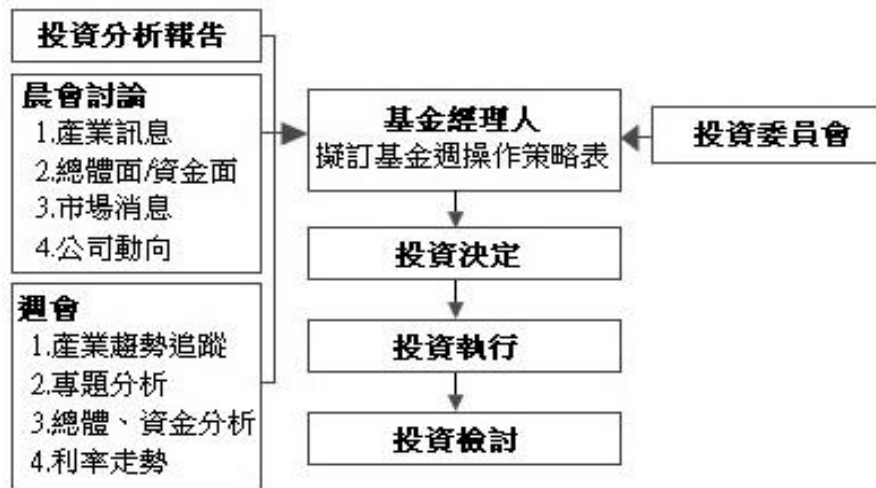 投資分析報告
晨會討論
1.產業訊息
2.總體面/資金面
3.市場消息
4.公司動向
週會
1.產業趨勢追蹤
2.專題分析
3.總體、資金分析
4.利率走勢
基金經理人
擬訂基金週操作策略表
投資決定
投資執行
投資檢討
投資委員會